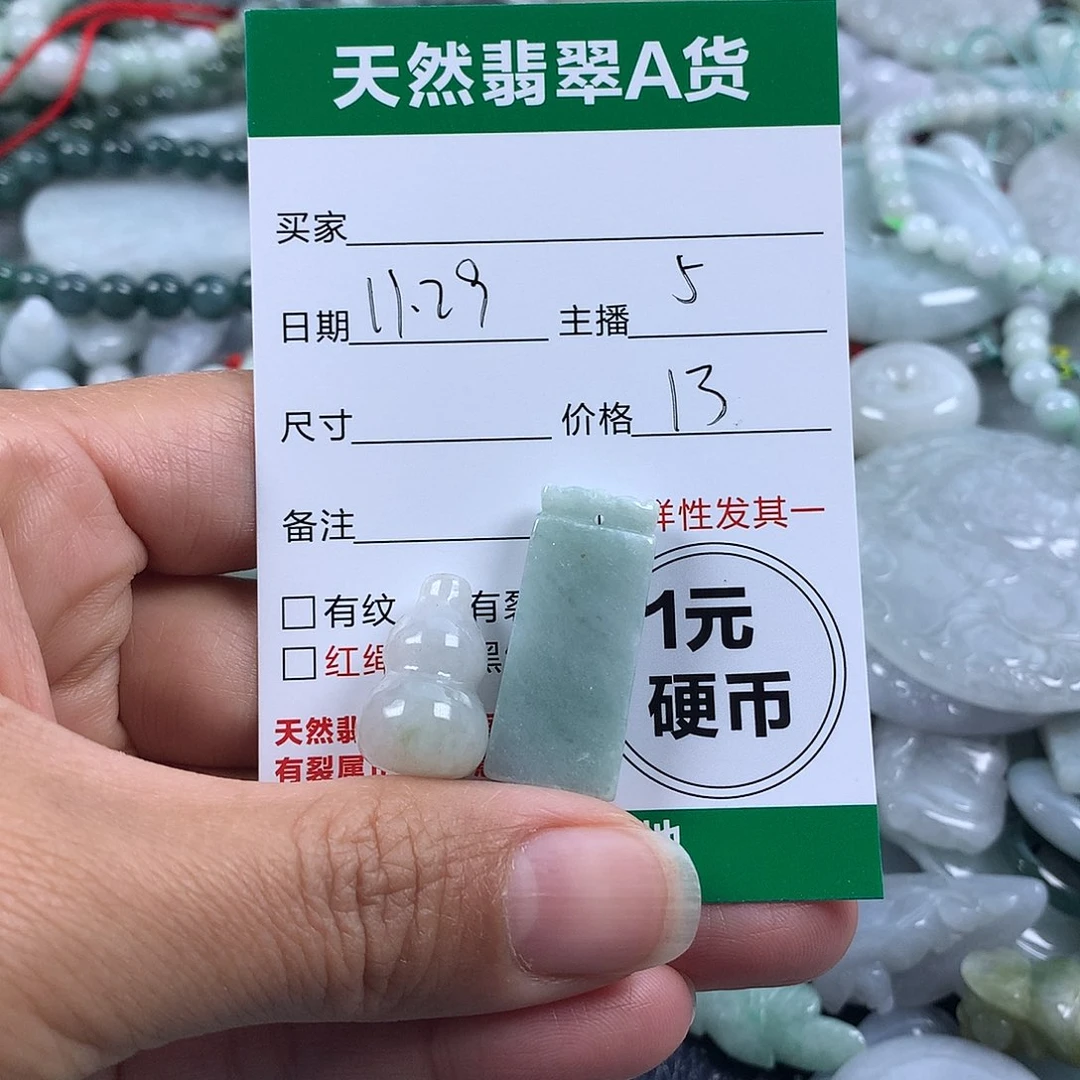 天然翡翠A货
买家
日期 11.29 主播 5
尺寸 价格 13
备注 性发其一
有纹 有
红
天然
有裂属
1元
硬币